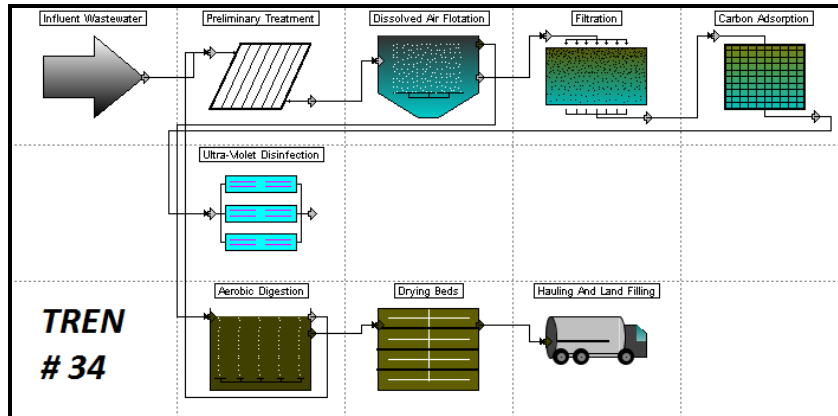 Influent Wastewater
Preliminary Treatment
Dissolved Air Flotation
Filtration
Carbon Adsorption
Ultra-Violet Disinfection
Aerobic Digestion
Drying Beds
Hauling And Land Filling
TREN
# 34